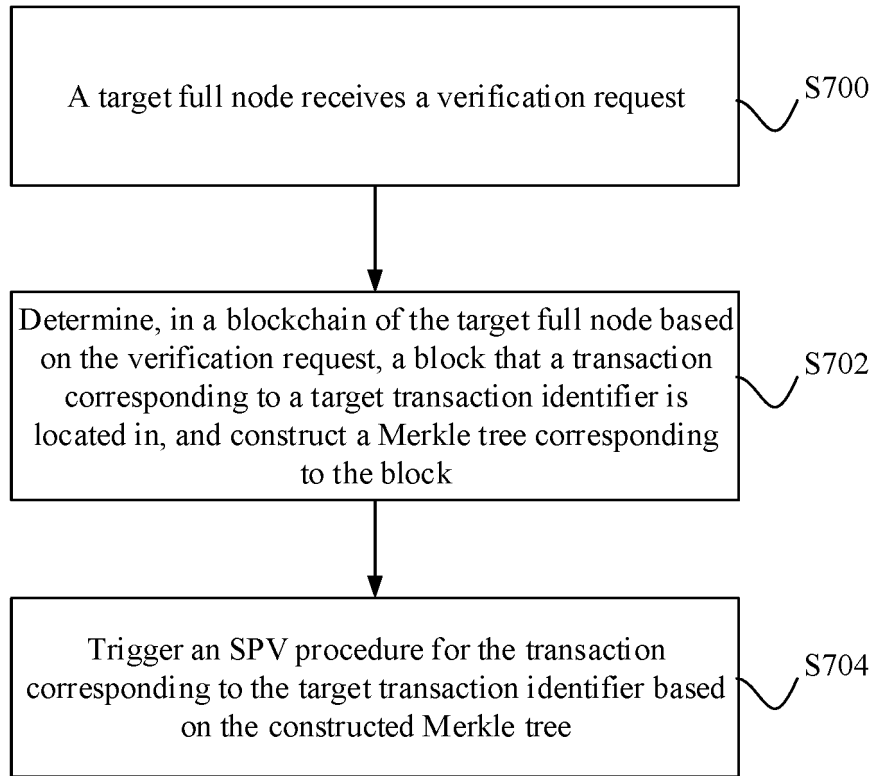 A target full node receives a verification request
S700
Determine, in a blockchain of the target full node based
on the verification request, a block that a transaction
corresponding to a target transaction identifier is
located in, and construct a Merkle tree corresponding
to the block
S702
Trigger an SPV procedure for the transaction
corresponding to the target transaction identifier based
on the constructed Merkle tree
S704